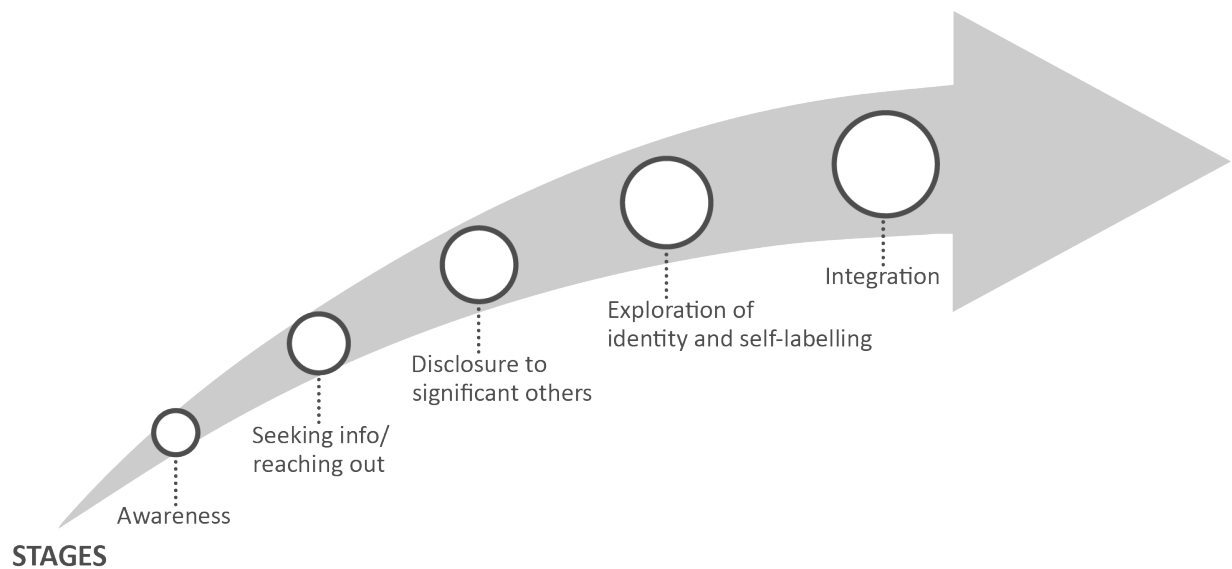 STAGES
Awareness
Seeking info/
reaching out
Disclosure to
significant others
Exploration of
identity and self-labelling
Integration